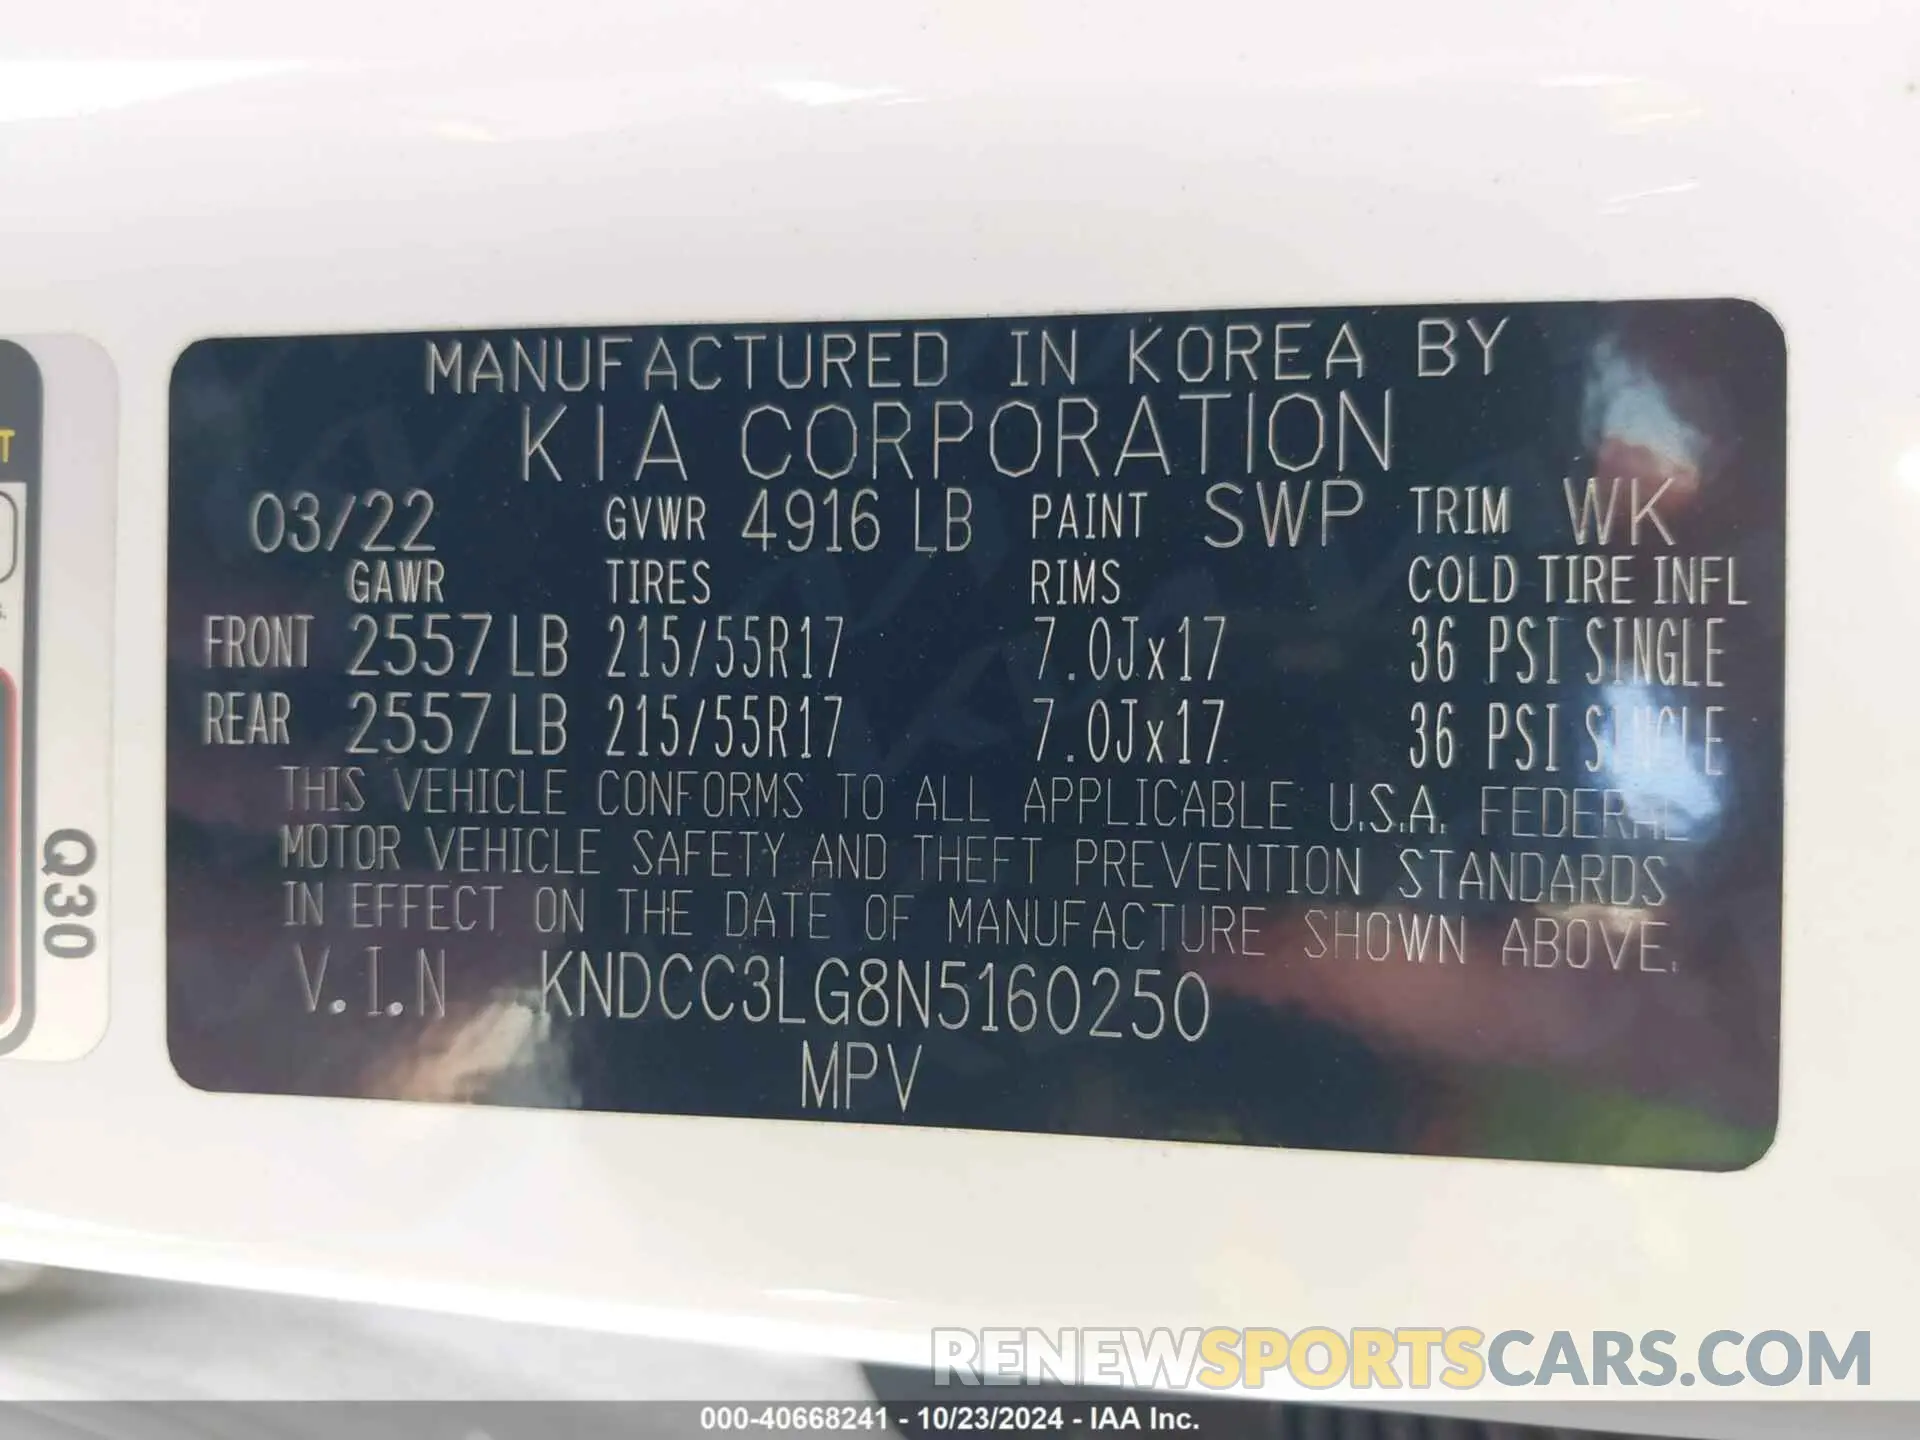 MANUFACTURED IN KOREA BY
KIA CORPORATION
03/22 GVWR 4916 LB PAINT SWP TRIM WK
GAWR TIRES RIMS COLD TIRE INFL
FRONT 2557 LB 215/55R17 7.0Jx17 36 PSI SINGLE
REAR 2557 LB 215/55R17 7.0Jx17 36 PSI SINGLE
THIS VEHICLE CONFORMS TO ALL APPLICABLE U.S.A. FEDERAL
MOTOR VEHICLE SAFETY AND THEFT PREVENTION STANDARDS
IN EFFECT ON THE DATE OF MANUFACTURE SHOWN ABOVE.
V.I.N KNDCC3LG8N5160250
MPV
Q30
RENEWSPORTSCARS.COM
000-40668241 - 10/23/2024 - IAA Inc.